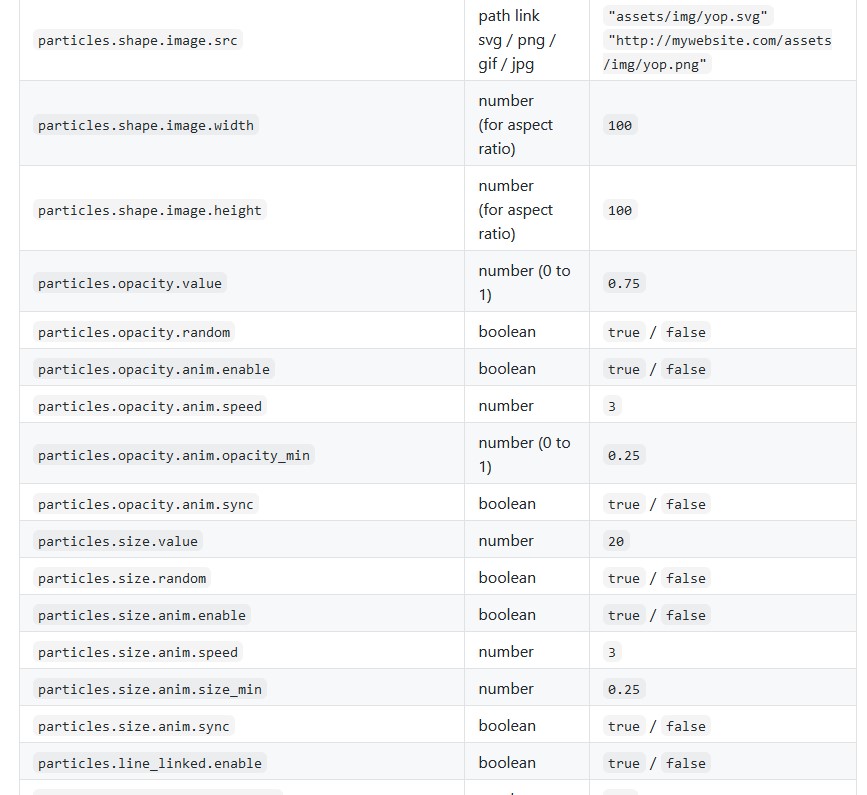 particles.shape.image.src path link svg / png / gif / jpg "assets/img/yop.svg" "http://mywebsite.com/assets/img/yop.png"
particles.shape.image.width number (for aspect ratio) 100
particles.shape.image.height number (for aspect ratio) 100
particles.opacity.value number (0 to 1) 0.75
particles.opacity.random boolean true / false
particles.opacity.anim.enable boolean true / false
particles.opacity.anim.speed number 3
particles.opacity.anim.opacity_min number (0 to 1) 0.25
particles.opacity.anim.sync boolean true / false
particles.size.value number 20
particles.size.random boolean true / false
particles.size.anim.enable boolean true / false
particles.size.anim.speed number 3
particles.size.anim.size_min number 0.25
particles.size.anim.sync boolean true / false
particles.line_linked.enable boolean true / false